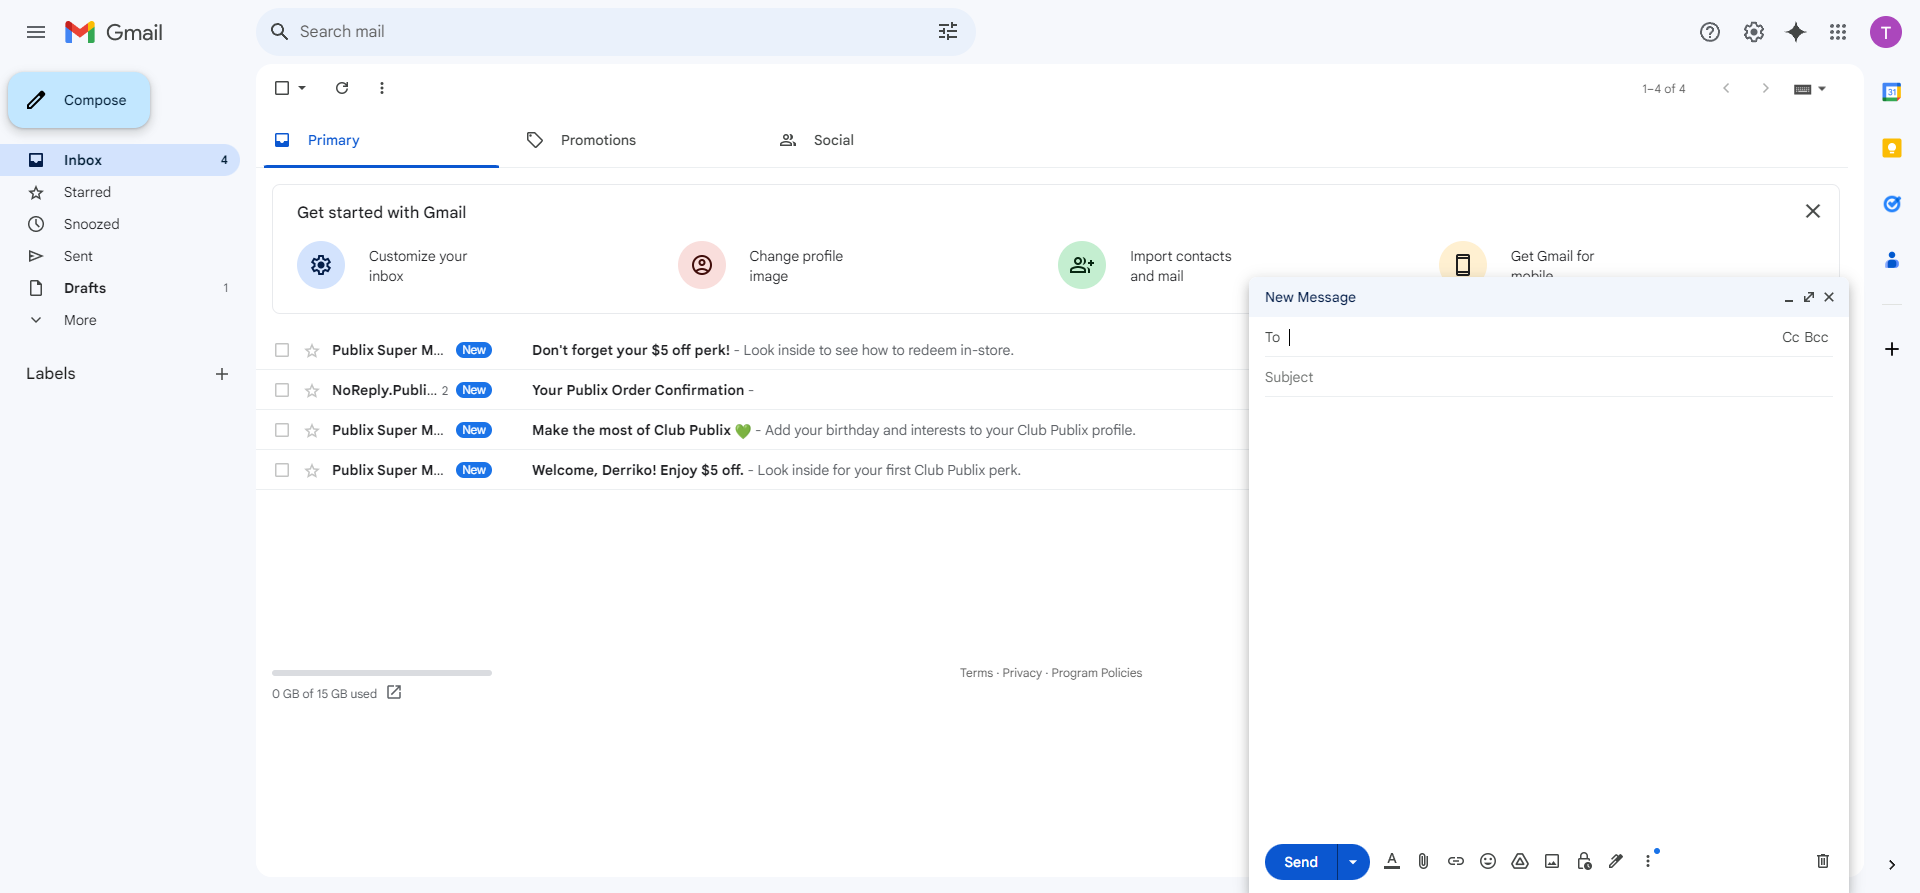 Gmail
Search mail
T
Compose
Inbox 4
Starred
Snoozed
Sent
Drafts 1
More
Labels
1–4 of 4
Primary
Promotions
Social
Get started with Gmail
Customize your
inbox
Change profile
image
Import contacts
and mail
Get Gmail for
mobile
Publix Super M... New Don't forget your $5 off perk! - Look inside to see how to redeem in-store.
NoReply.Publi... 2 New Your Publix Order Confirmation -
Publix Super M... New Make the most of Club Publix 💚 - Add your birthday and interests to your Club Publix profile.
Publix Super M... New Welcome, Derriko! Enjoy $5 off. - Look inside for your first Club Publix perk.
0 GB of 15 GB used
Terms · Privacy · Program Policies
New Message
To Cc Bcc
Subject
Send
31